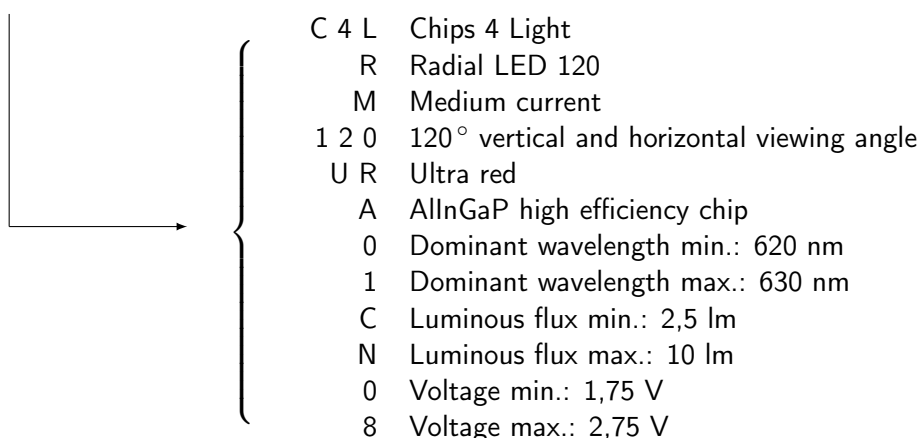 C 4 L Chips 4 Light
R Radial LED 120
M Medium current
1 2 0 120° vertical and horizontal viewing angle
U R Ultra red
A AlInGaP high efficiency chip
0 Dominant wavelength min.: 620 nm
1 Dominant wavelength max.: 630 nm
C Luminous flux min.: 2,5 lm
N Luminous flux max.: 10 lm
0 Voltage min.: 1,75 V
8 Voltage max.: 2,75 V